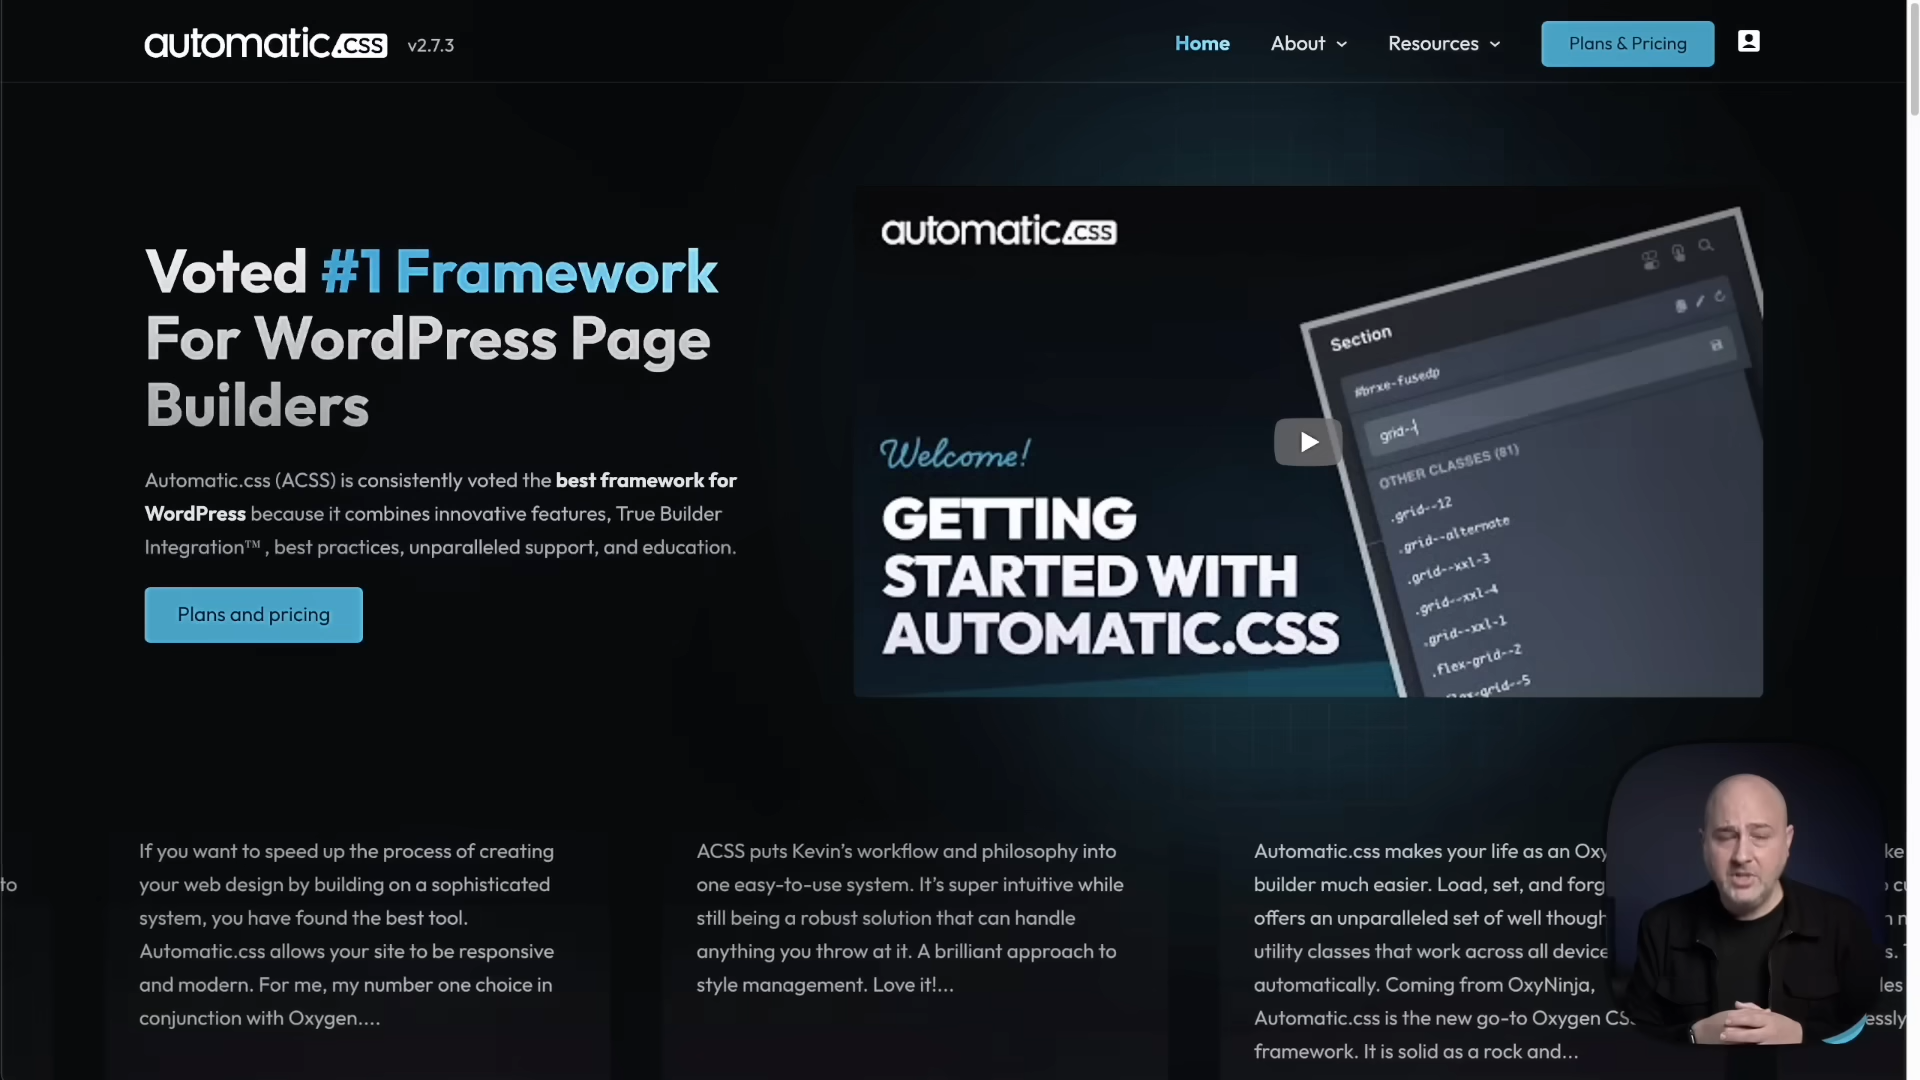 automatic.css v2.7.3
Home About Resources Plans & Pricing
Voted #1 Framework
For WordPress Page
Builders
Automatic.css (ACSS) is consistently voted the best framework for
WordPress because it combines innovative features, True Builder
Integration™ , best practices, unparalleled support, and education.
Plans and pricing
automatic.css
Welcome!
GETTING
STARTED WITH
AUTOMATIC.CSS
Section
#brxe-fusedp
grid--
OTHER CLASSES (81)
.grid--12
.grid--alternate
.grid--xxl-3
.grid--xxl-4
.grid--xxl-1
.flex-grid--2
grid--5
to
If you want to speed up the process of creating
your web design by building on a sophisticated
system, you have found the best tool.
Automatic.css allows your site to be responsive
and modern. For me, my number one choice in
conjunction with Oxygen....
ACSS puts Kevin's workflow and philosophy into
one easy-to-use system. It's super intuitive while
still being a robust solution that can handle
anything you throw at it. A brilliant approach to
style management. Love it!...
Automatic.css makes your life as an Oxy
builder much easier. Load, set, and forg
offers an unparalleled set of well though
utility classes that work across all device
automatically. Coming from OxyNinja,
Automatic.css is the new go-to Oxygen CS
framework. It is solid as a rock and...